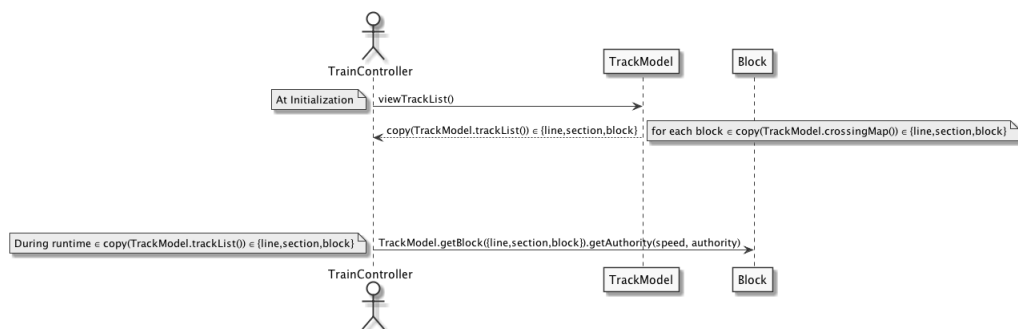 TrainController
TrackModel
Block
At Initialization
viewTrackList()
copy(TrackModel.trackList()) ∈ {line,section,block}
for each block ∈ copy(TrackModel.crossingMap()) ∈ {line,section,block}
During runtime ∈ copy(TrackModel.trackList()) ∈ {line,section,block}
TrackModel.getBlock({line,section,block}).getAuthority(speed, authority)
TrainController
TrackModel
Block